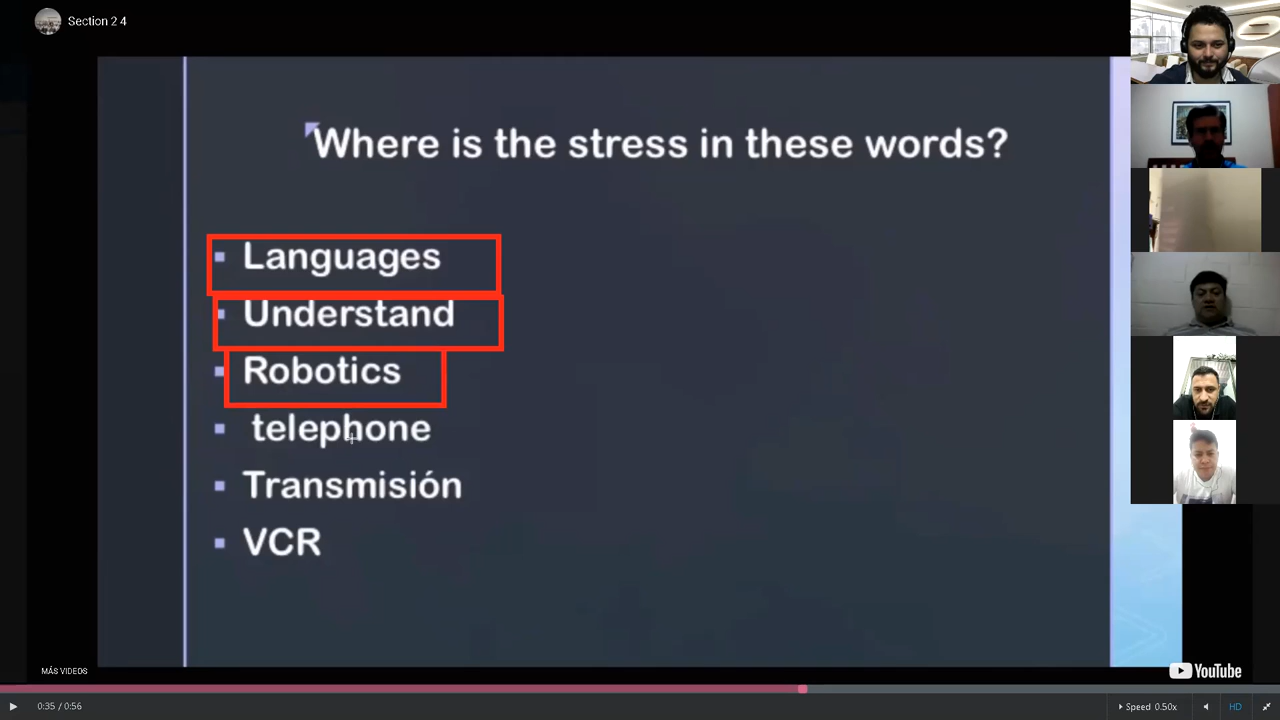 Section 2 4
Where is the stress in these words?
Languages
Understand
Robotics
telephone
Transmisión
VCR
MÁS VIDEOS
YouTube
0:35 / 0:56
Speed 0.50x
HD